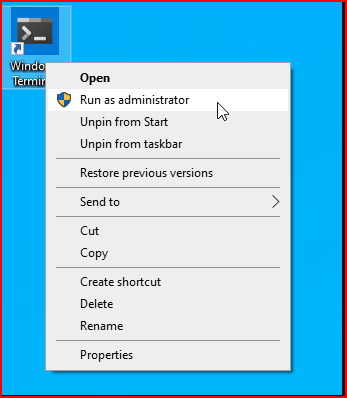 Windo
Termin
Open
Run as administrator
Unpin from Start
Unpin from taskbar
Restore previous versions
Send to
Cut
Copy
Create shortcut
Delete
Rename
Properties